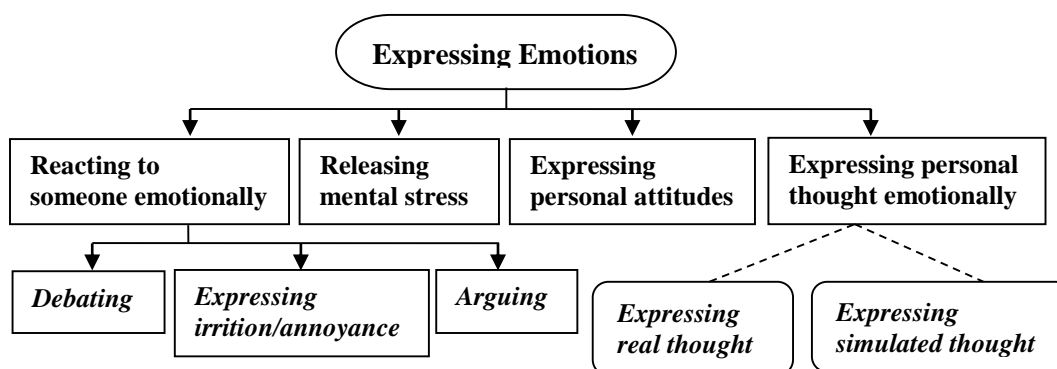 Expressing Emotions
Reacting to
someone emotionally
Releasing
mental stress
Expressing
personal attitudes
Expressing personal
thought emotionally
Debating
Expressing
irrition/annoyance
Arguing
Expressing
real thought
Expressing
simulated thought